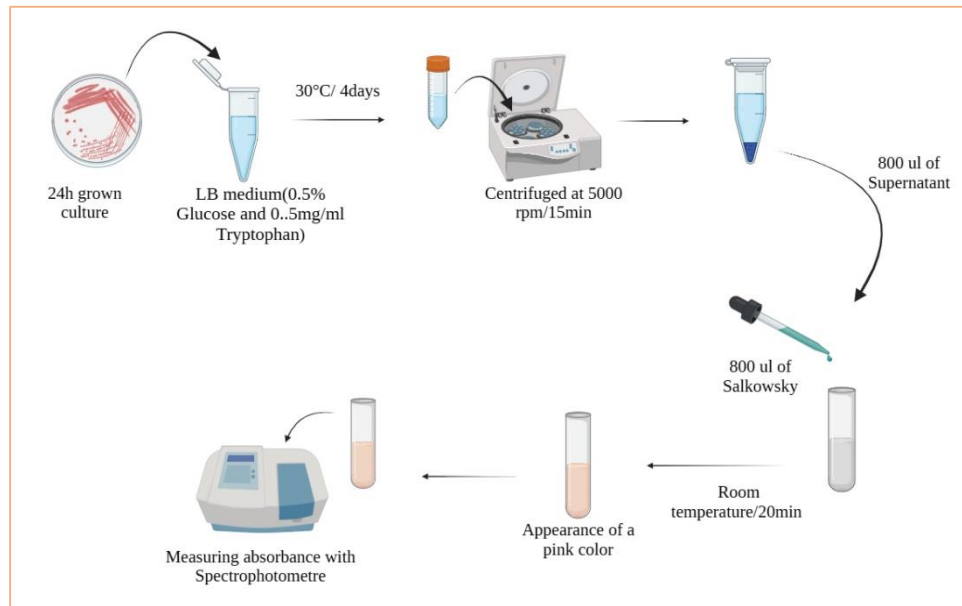 24h grown
culture
LB medium(0.5%
Glucose and 0..5mg/ml
Tryptophan)
30°C/ 4days
Centrifuged at 5000
rpm/15min
800 ul of
Supernatant
800 ul of
Salkowsky
Room
temperature/20min
Appearance of a
pink color
Measuring absorbance with
Spectrophotometre